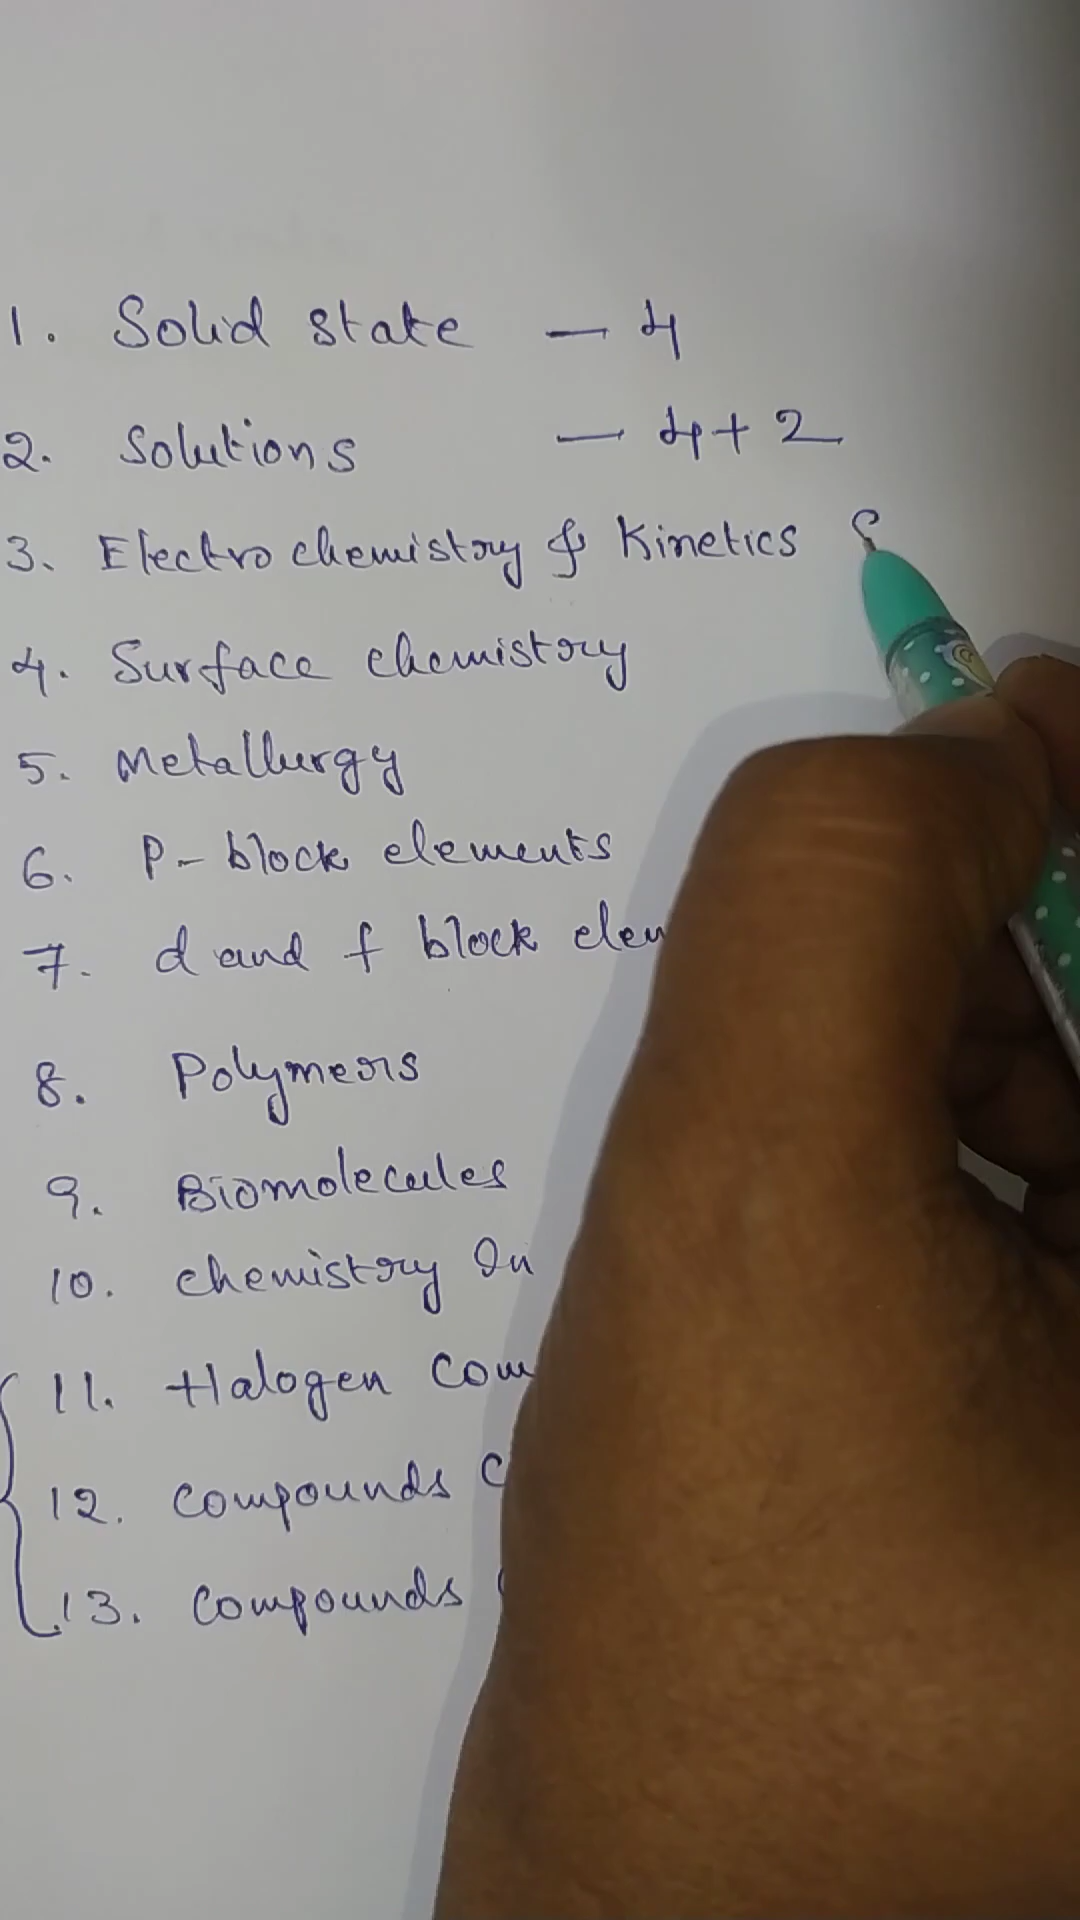 1. Solid state - 4
2. Solutions - 4+2
3. Electro chemistry & Kinetics
4. Surface chemistry
5. Metallurgy
6. P-block elements
7. d and f block
8. Polymers
9. Biomolecules
10. chemistry In
11. Halogen
12. compounds
13. compounds